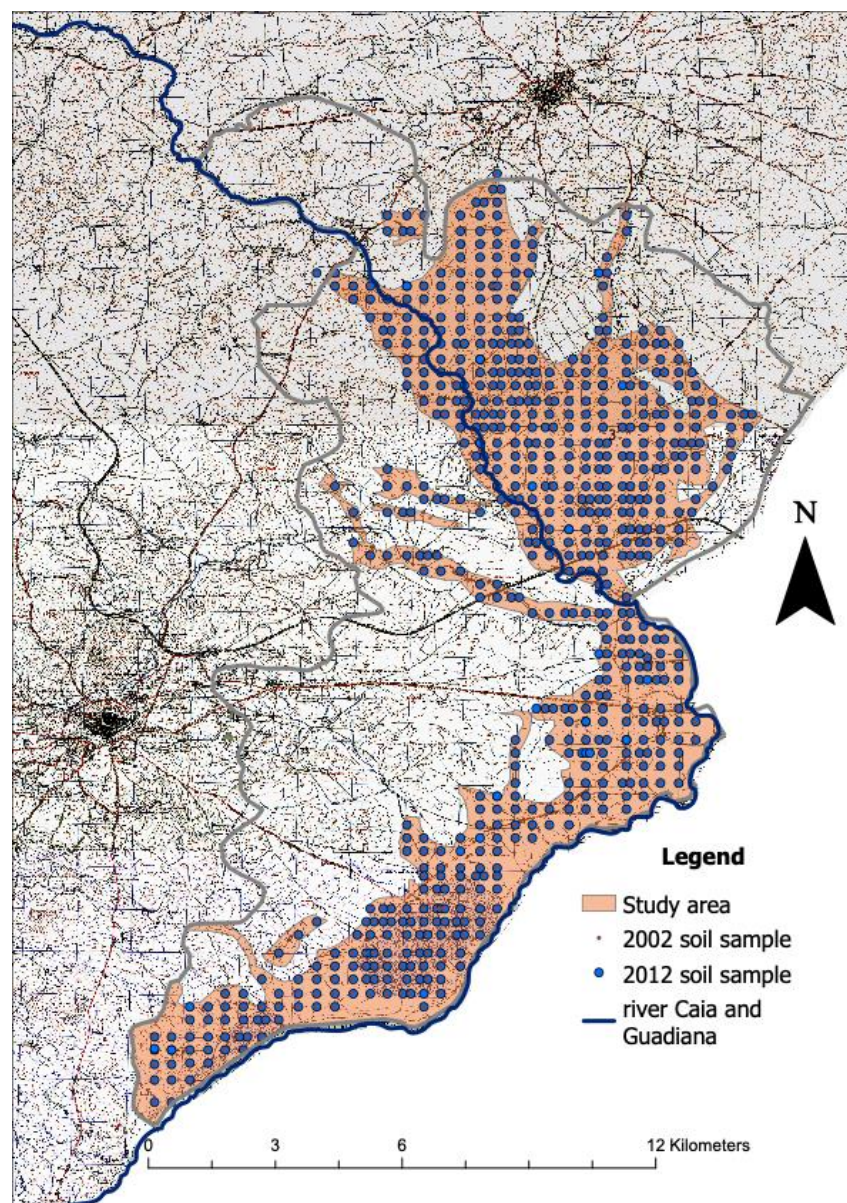 N
Legend
Study area
2002 soil sample
2012 soil sample
river Caia and
Guadiana
0 3 6 12 Kilometers